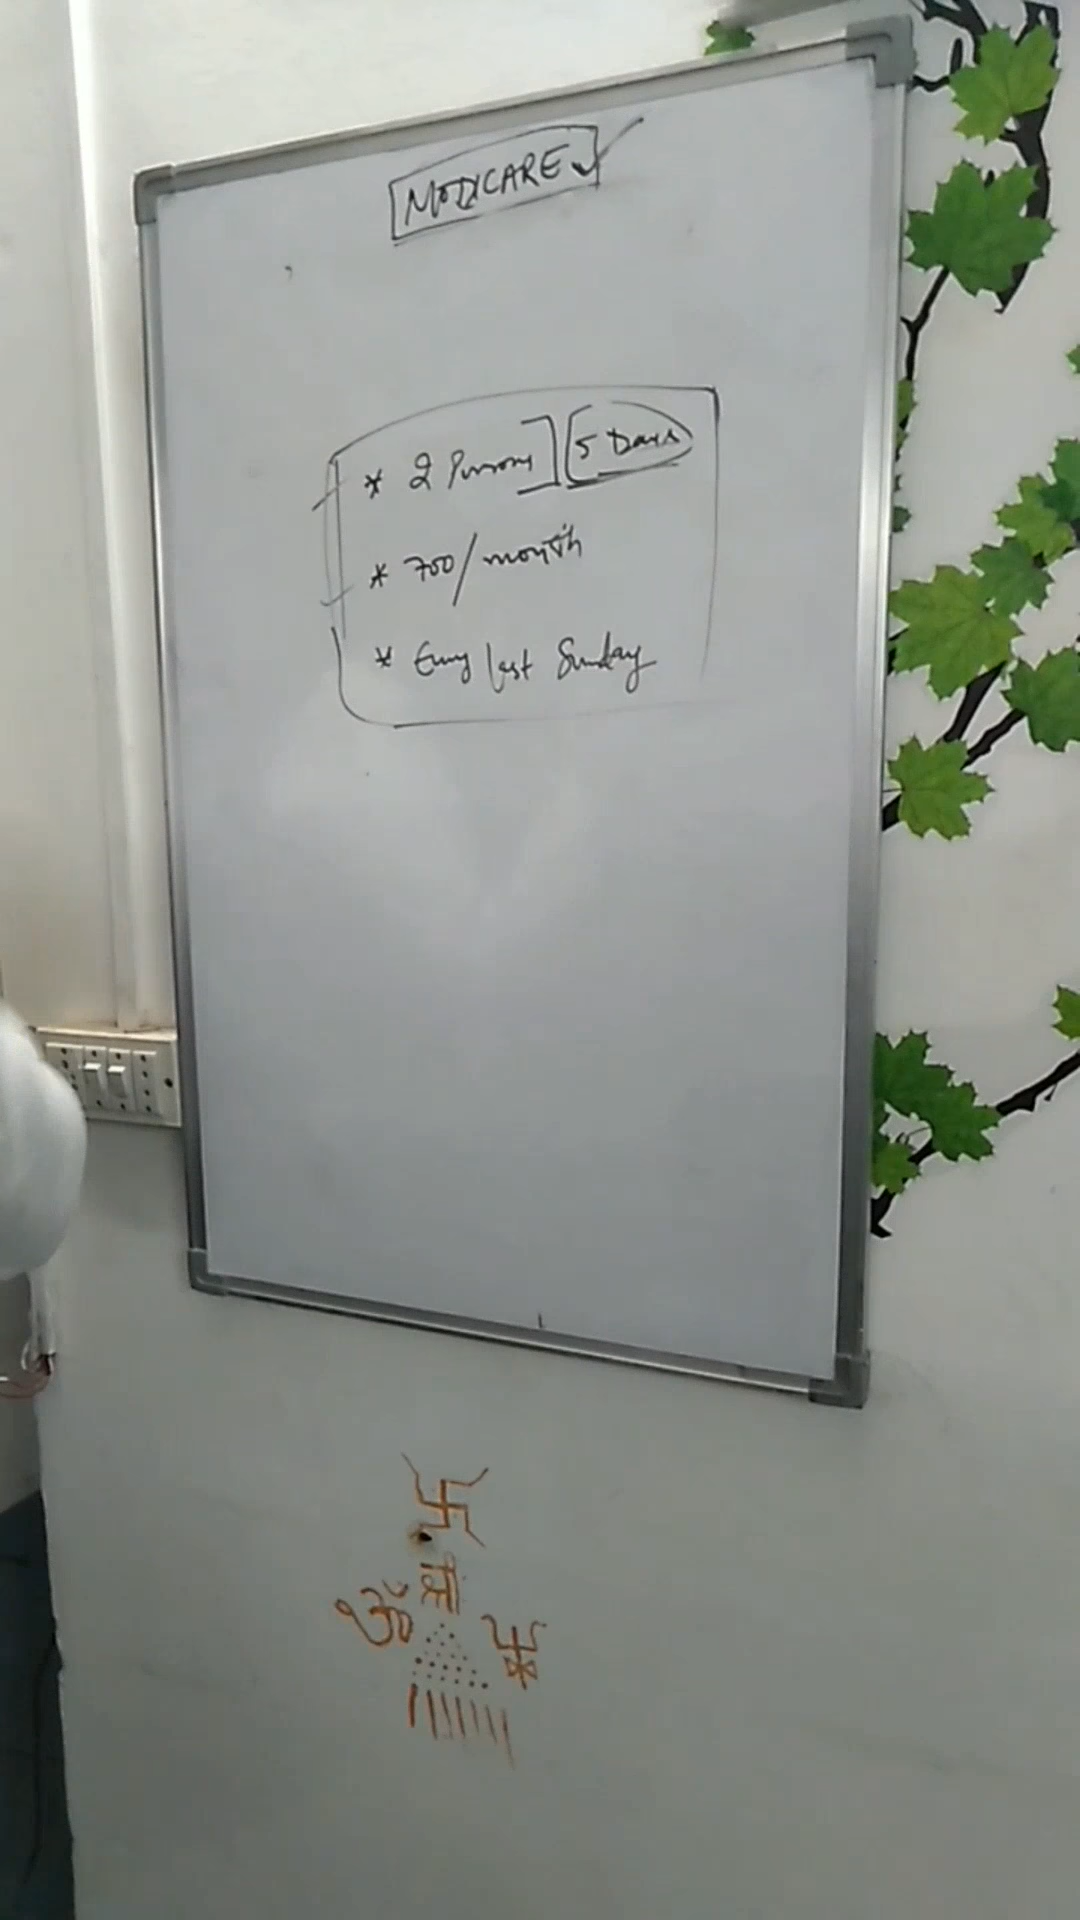 MODICARE
* 2 Persons] [5 Days
* 700/month
* Every last Sunday
श्री
ॐ